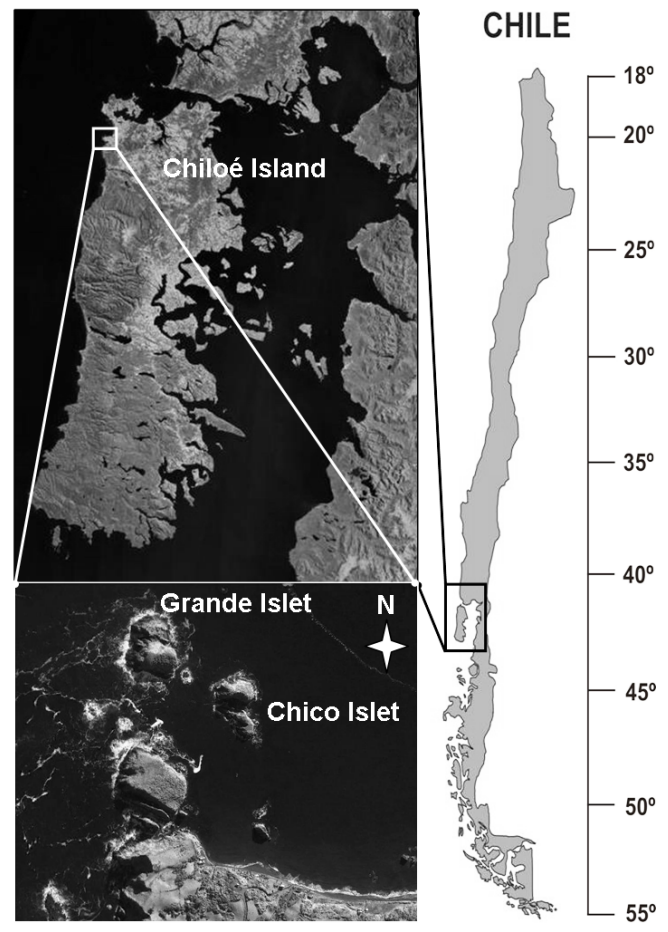 CHILE
Chiloé Island
18º
20º
25º
30º
35º
40º
45º
50º
55º
Grande Islet
N
Chico Islet